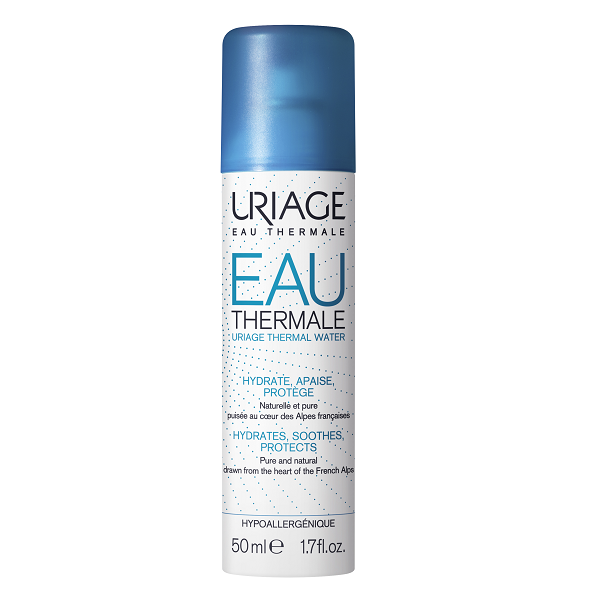 URIAGE
EAU THERMALE
EAU
THERMALE
URIAGE THERMAL WATER
HYDRATE, APAISE,
PROTÈGE
Naturelle et pure
puisée au cœur des Alpes françaises
HYDRATES, SOOTHES,
PROTECTS
Pure and natural
drawn from the heart of the French Alps
HYPOALLERGÉNIQUE
50 ml e 1.7fl.oz.